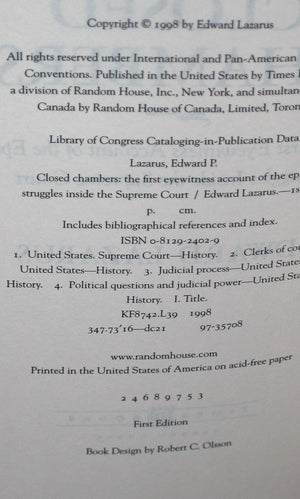 Copyright © 1998 by Edward Lazarus
All rights reserved under International and Pan-American
Conventions. Published in the United States by Times
a division of Random House, Inc., New York, and simultan
Canada by Random House of Canada, Limited, Toron
Library of Congress Cataloging-in-Publication Data
Lazarus, Edward P.
Closed chambers: the first eyewitness account of the ep
struggles inside the Supreme Court / Edward Lazarus.—1s
p. cm.
Includes bibliographical references and index.
ISBN 0-8129-2402-9
1. United States. Supreme Court—History. 2. Clerks of cou
United States—History. 3. Judicial process—United States
History. 4. Political questions and judicial power—United Sta
History. I. Title.
KF8742.L39 1998
347-73'16—dc21 97-35708
www.randomhouse.com
Printed in the United States of America on acid-free paper
2 4 6 8 9 7 5 3
First Edition
Book Design by Robert C. Olsson